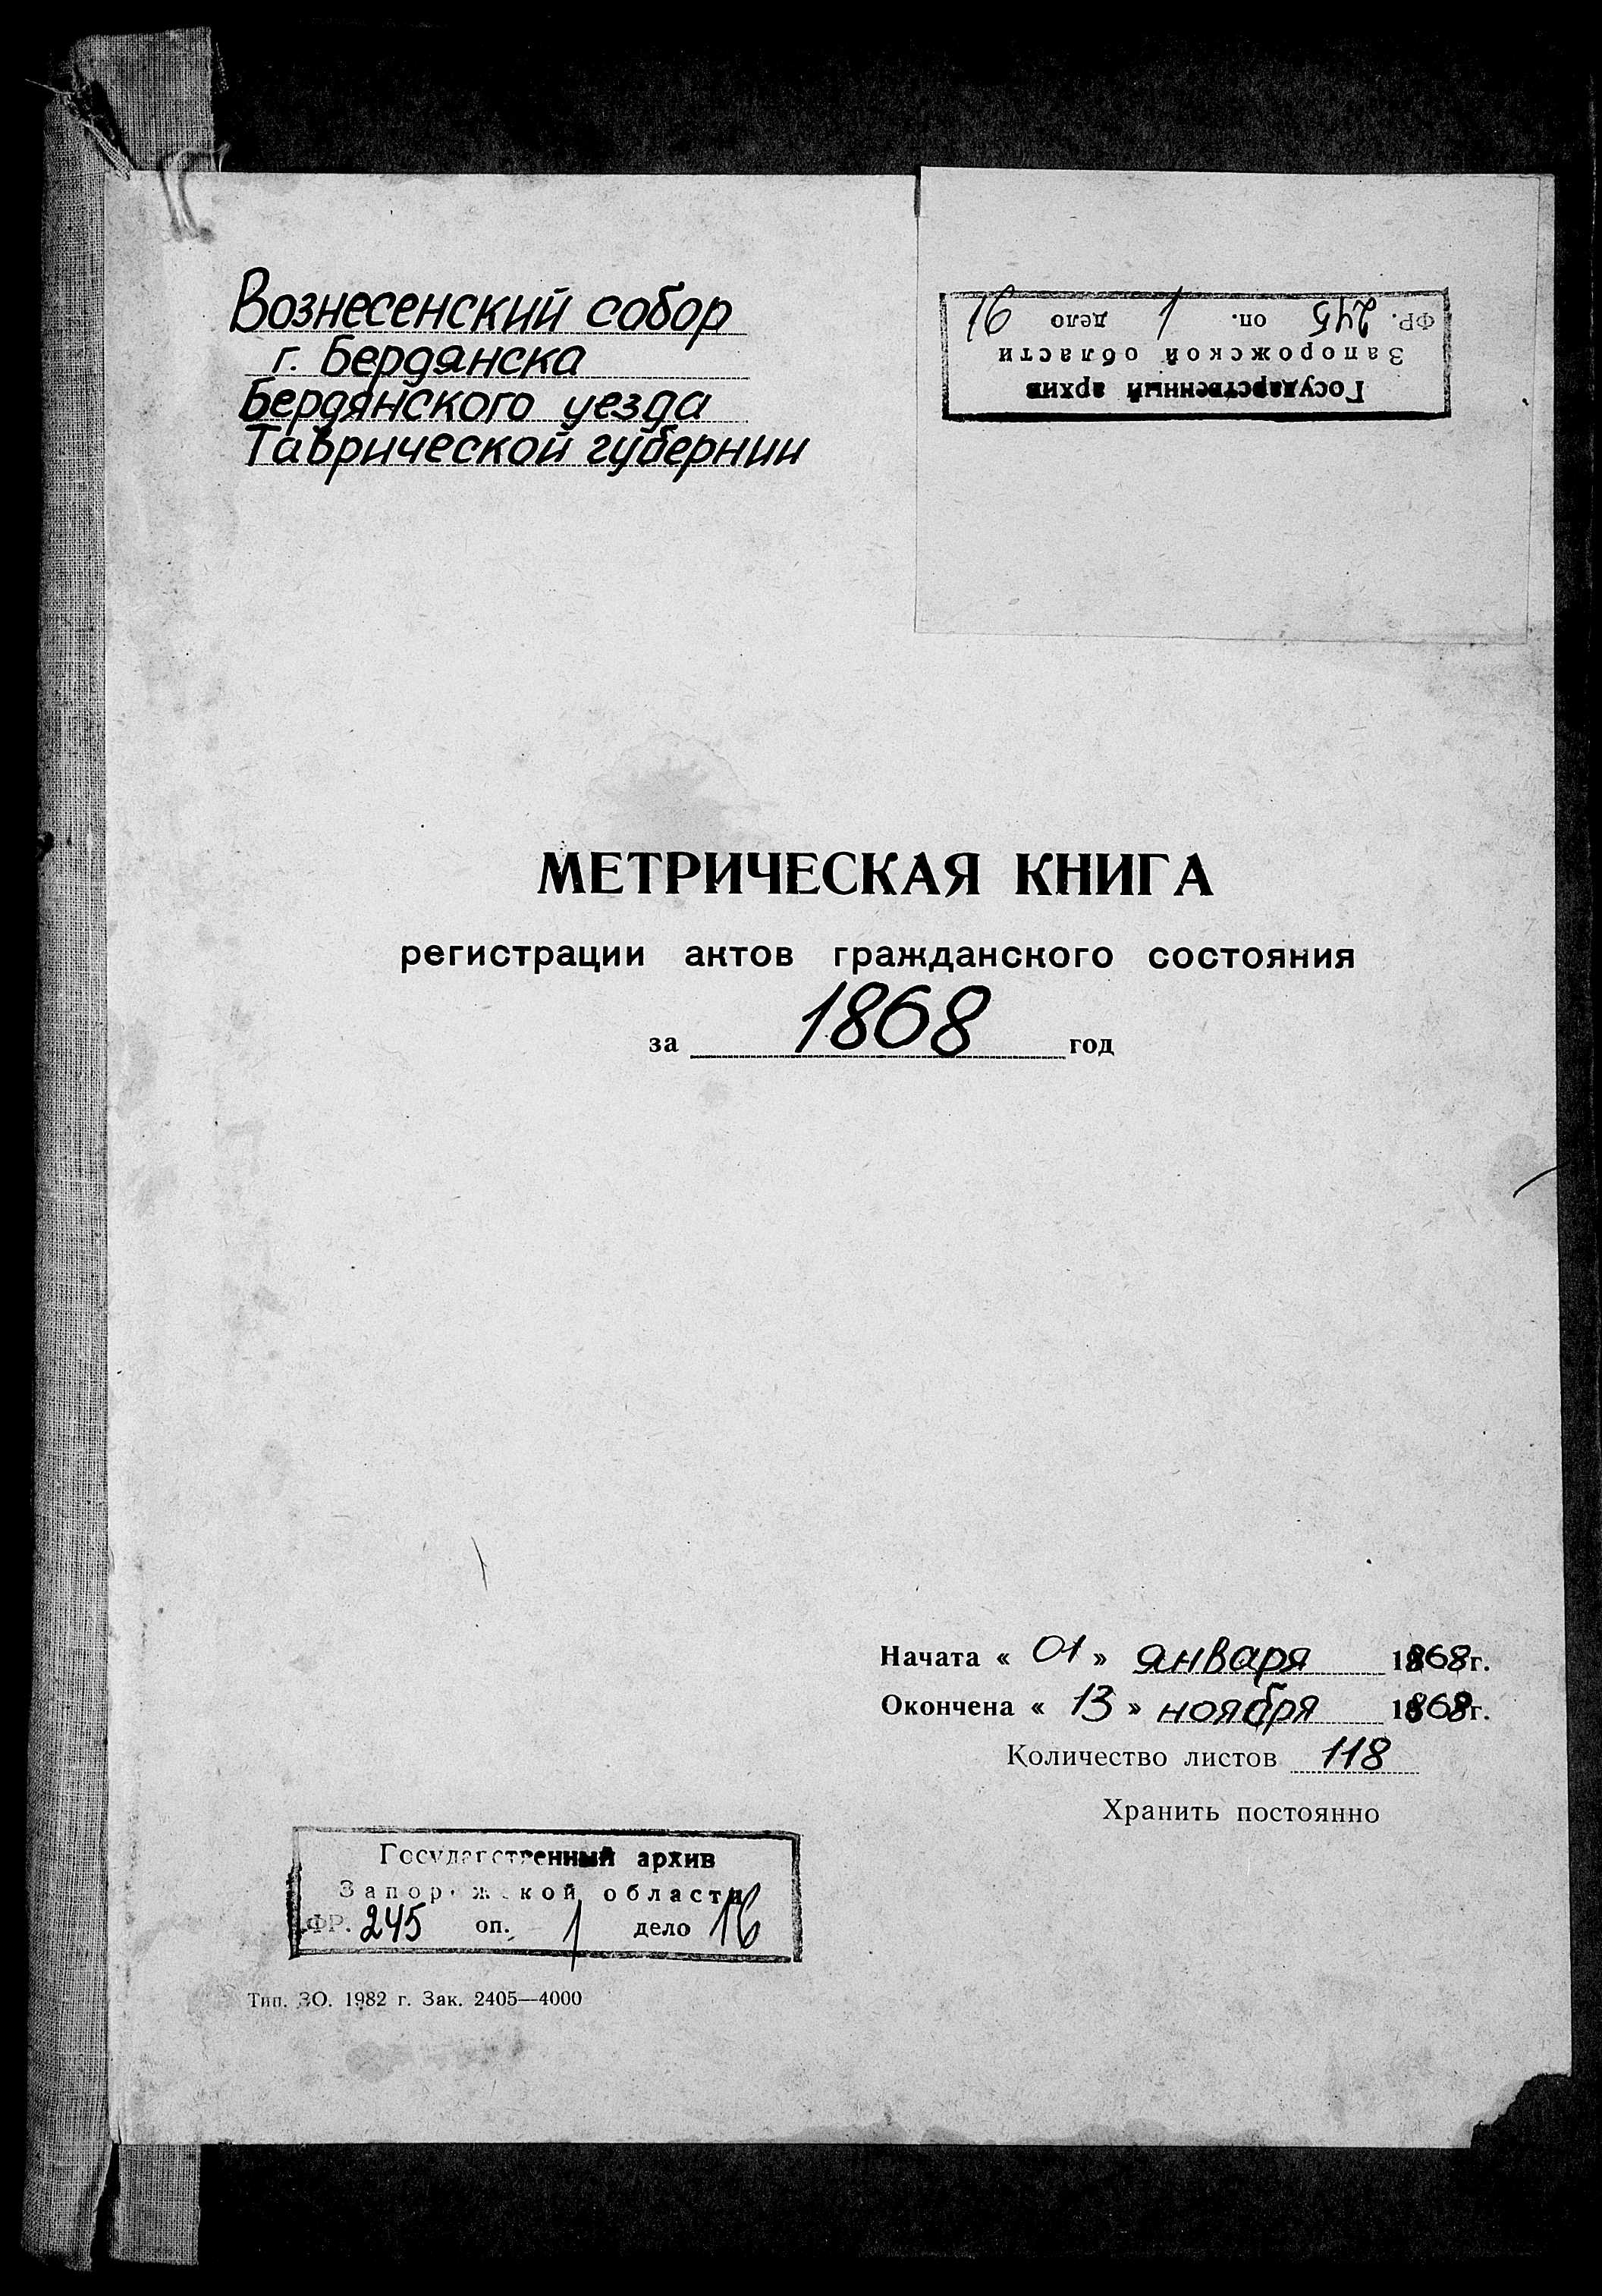 Вознесенский собор
г. Бердянска
Бердянского уезда
Таврической губернии
ФР. 245 оп. 1 дело 16
Запорожской области
Государственный архив
МЕТРИЧЕСКАЯ КНИГА
регистрации актов гражданского состояния
за 1868 год
Начата « 01 » января 1868 г.
Окончена « 13 » ноября 1868 г.
Количество листов 118
Хранить постоянно
Государственный архив
Запорожской области
ФР. 245 оп. 1 дело 16
Тип. ЗО. 1982 г. Зак. 2405—4000